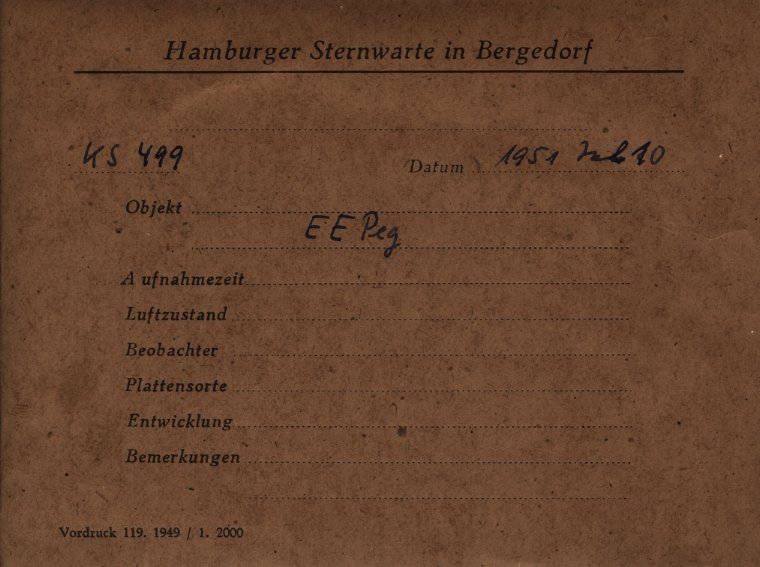 Hamburger Sternwarte in Bergedorf
KS 499 Datum 1951 10
Objekt
EE Peg
Aufnahmezeit
Luftzustand
Beobachter
Plattensorte
Entwicklung
Bemerkungen
Vordruck 119. 1949 / 1. 2000